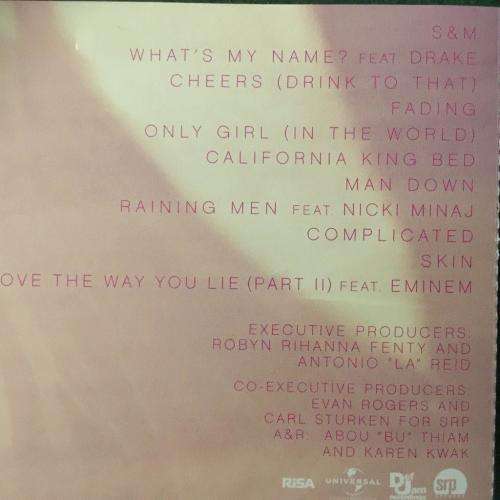 S&M
WHAT'S MY NAME? FEAT DRAKE
CHEERS (DRINK TO THAT)
FADING
ONLY GIRL (IN THE WORLD)
CALIFORNIA KING BED
MAN DOWN
RAINING MEN FEAT. NICKI MINAJ
COMPLICATED
SKIN
OVE THE WAY YOU LIE (PART II) FEAT. EMINEM
EXECUTIVE PRODUCERS:
ROBYN RIHANNA FENTY AND
ANTONIO "LA" REID
CO-EXECUTIVE PRODUCERS:
EVAN ROGERS AND
CARL STURKEN FOR SRP
A&R: ABOU "BU" THIAM
AND KAREN KWAK
RiSA UNIVERSAL Def Jam recordings srp